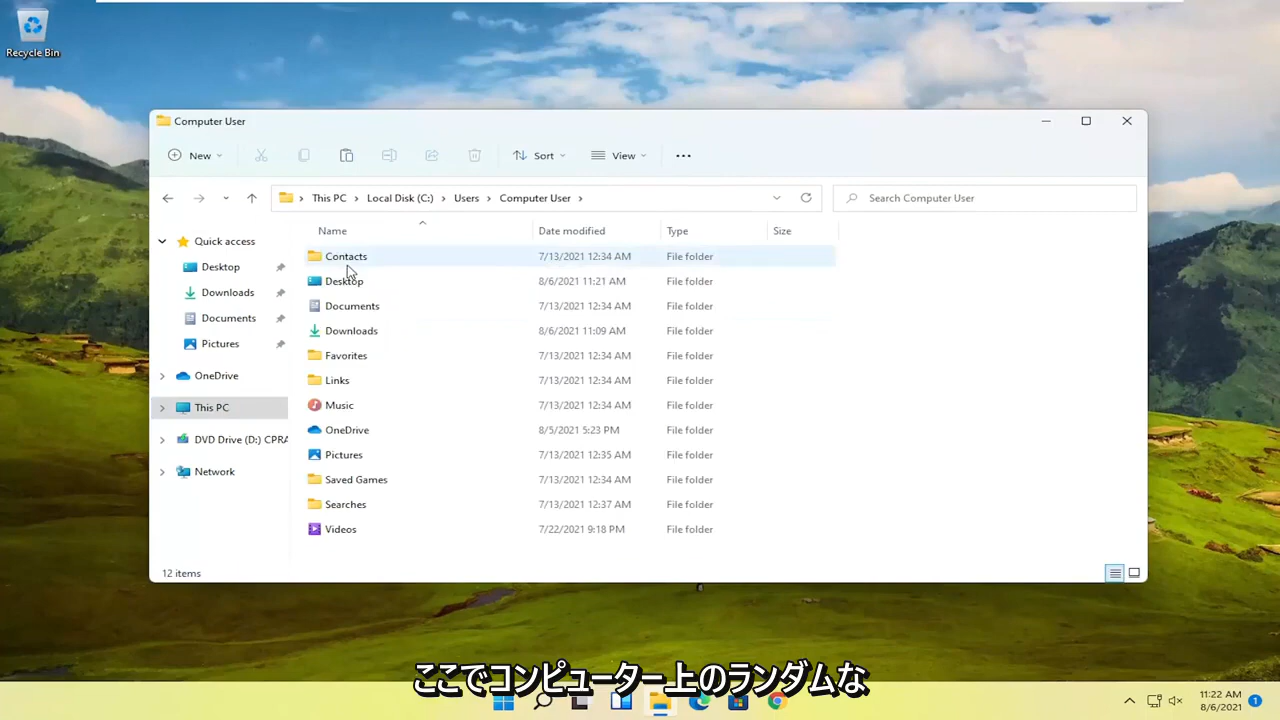 Recycle Bin
Computer User
New
Sort
View
This PC
Local Disk (C:)
Users
Computer User
Search Computer User
Name
Date modified
Type
Size
Quick access
Desktop
Downloads
Documents
Pictures
OneDrive
This PC
DVD Drive (D:) CPRA
Network
Contacts 7/13/2021 12:34 AM File folder
Desktop 8/6/2021 11:21 AM File folder
Documents 7/13/2021 12:34 AM File folder
Downloads 8/6/2021 11:09 AM File folder
Favorites 7/13/2021 12:34 AM File folder
Links 7/13/2021 12:34 AM File folder
Music 7/13/2021 12:34 AM File folder
OneDrive 8/5/2021 5:23 PM File folder
Pictures 7/13/2021 12:35 AM File folder
Saved Games 7/13/2021 12:34 AM File folder
Searches 7/13/2021 12:37 AM File folder
Videos 7/22/2021 9:18 PM File folder
12 items
ここでコンピューター上のランダムな
11:22 AM
8/6/2021
1